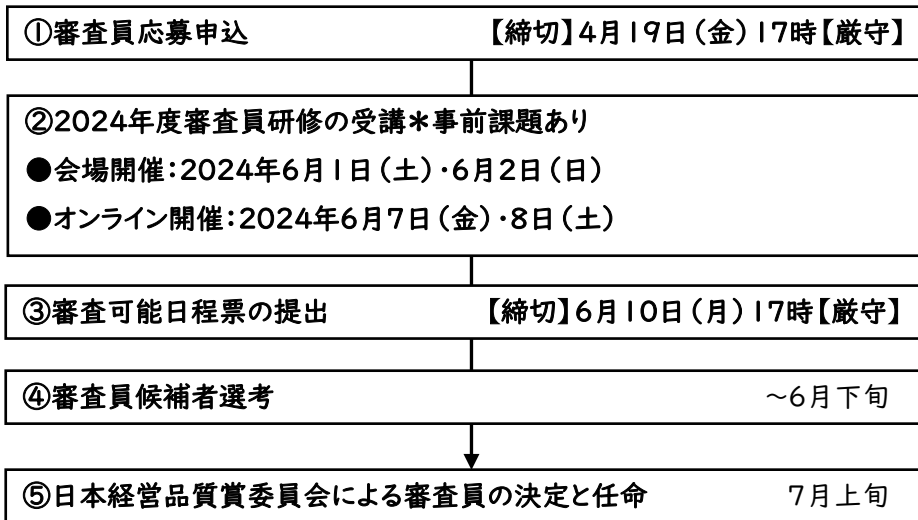 ①審査員応募申込 【締切】4月19日(金)17時【厳守】
②2024年度審査員研修の受講*事前課題あり
●会場開催:2024年6月1日(土)・6月2日(日)
●オンライン開催:2024年6月7日(金)・8日(土)
③審査可能日程票の提出 【締切】6月10日(月)17時【厳守】
④審査員候補者選考 ~6月下旬
⑤日本経営品質賞委員会による審査員の決定と任命 7月上旬